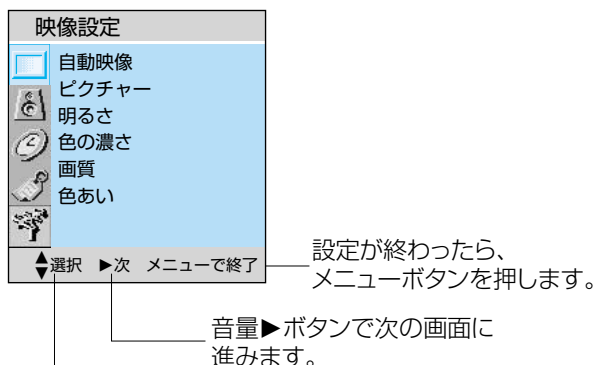 映像設定
自動映像
ピクチャー
明るさ
色の濃さ
画質
色あい
▲▼選択 ▶次 メニューで終了
設定が終わったら、
メニューボタンを押します。
音量▶ボタンで次の画面に
進みます。